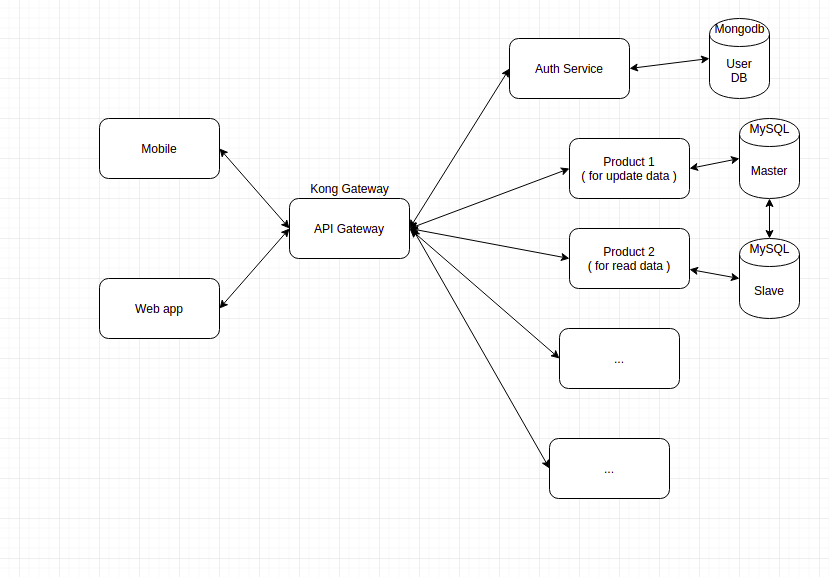 Mongodb
User
DB
Auth Service
MySQL
Master
Mobile
Product 1
( for update data )
Kong Gateway
API Gateway
Product 2
( for read data )
MySQL
Slave
Web app
...
...